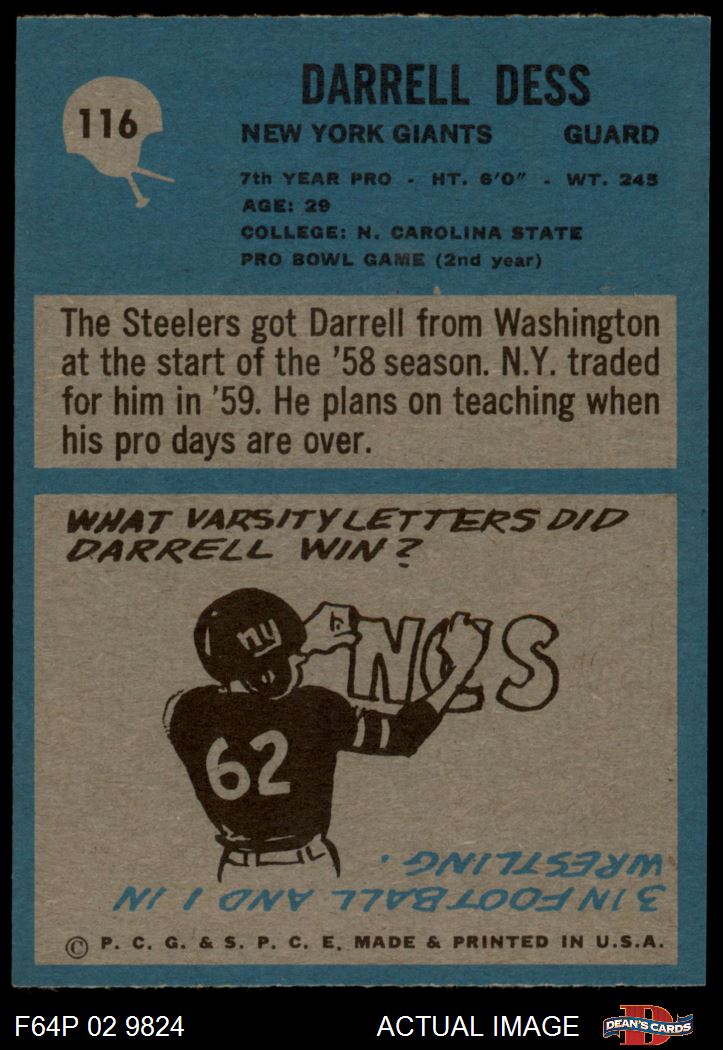 116
DARRELL DESS
NEW YORK GIANTS GUARD
7th YEAR PRO - HT. 6'0" - WT. 245
AGE: 29
COLLEGE: N. CAROLINA STATE
PRO BOWL GAME (2nd year)
The Steelers got Darrell from Washington
at the start of the '58 season. N.Y. traded
for him in '59. He plans on teaching when
his pro days are over.
WHAT VARSITY LETTERS DID
DARRELL WIN?
ny
NCS
62
3 IN FOOTBALL AND 1 IN
WRESTLING.
© P. C. G. & S. P. C. E. MADE & PRINTED IN U.S.A.
F64P 02 9824 ACTUAL IMAGE
D
DEAN'S CARDS